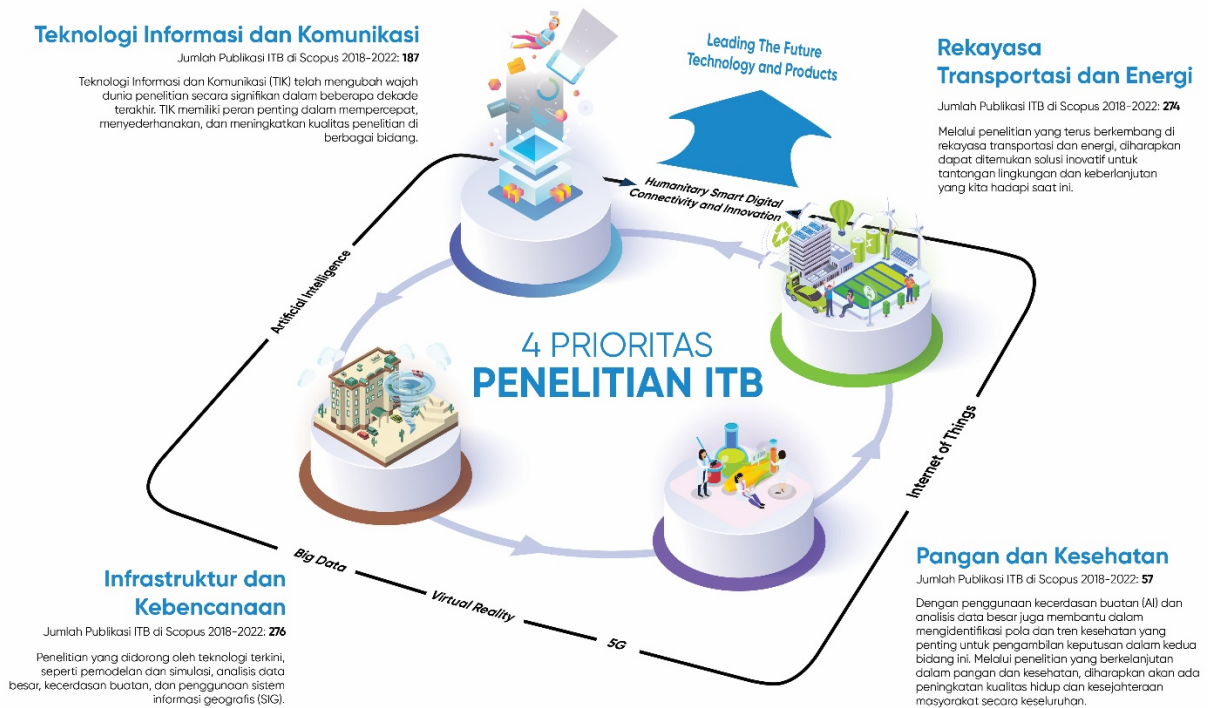 Teknologi Informasi dan Komunikasi
Jumlah Publikasi ITB di Scopus 2018-2022: 187
Teknologi Informasi dan Komunikasi (TIK) telah mengubah wajah
dunia penelitian secara signifikan dalam beberapa dekade
terakhir. TIK memiliki peran penting dalam mempercepat,
menyederhanakan, dan meningkatkan kualitas penelitian di
berbagai bidang.
Leading The Future
Technology and Products
Rekayasa
Transportasi dan Energi
Jumlah Publikasi ITB di Scopus 2018-2022: 274
Melalui penelitian yang terus berkembang di
rekayasa transportasi dan energi, diharapkan
dapat ditemukan solusi inovatif untuk
tantangan lingkungan dan keberlanjutan
yang kita hadapi saat ini.
Humanitary Smart Digital
Connectivity and Innovation
Artificial Intelligence
4 PRIORITAS
PENELITIAN ITB
Internet of Things
Big Data
Virtual Reality
5G
Infrastruktur dan
Kebencanaan
Jumlah Publikasi ITB di Scopus 2018-2022: 276
Penelitian yang didorong oleh teknologi terkini,
seperti pemodelan dan simulasi, analisis data
besar, kecerdasan buatan, dan penggunaan sistem
informasi geografis (SIG).
Pangan dan Kesehatan
Jumlah Publikasi ITB di Scopus 2018-2022: 57
Dengan penggunaan kecerdasan buatan (AI) dan
analisis data besar juga membantu dalam
mengidentifikasi pola dan tren kesehatan yang
penting untuk pengambilan keputusan dalam kedua
bidang ini. Melalui penelitian yang berkelanjutan
dalam pangan dan kesehatan, diharapkan akan ada
peningkatan kualitas hidup dan kesejahteraan
masyarakat secara keseluruhan.